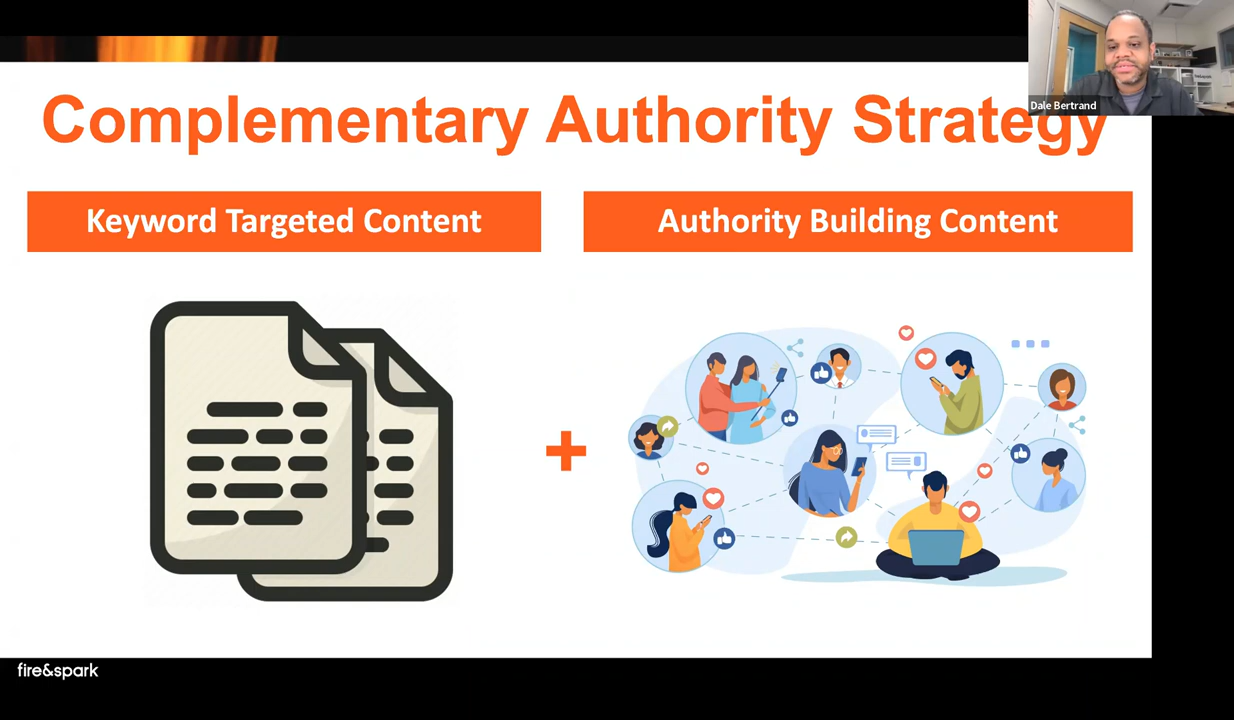 Dale Bertrand
Complementary Authority Strategy
Keyword Targeted Content
Authority Building Content
+
fire&spark